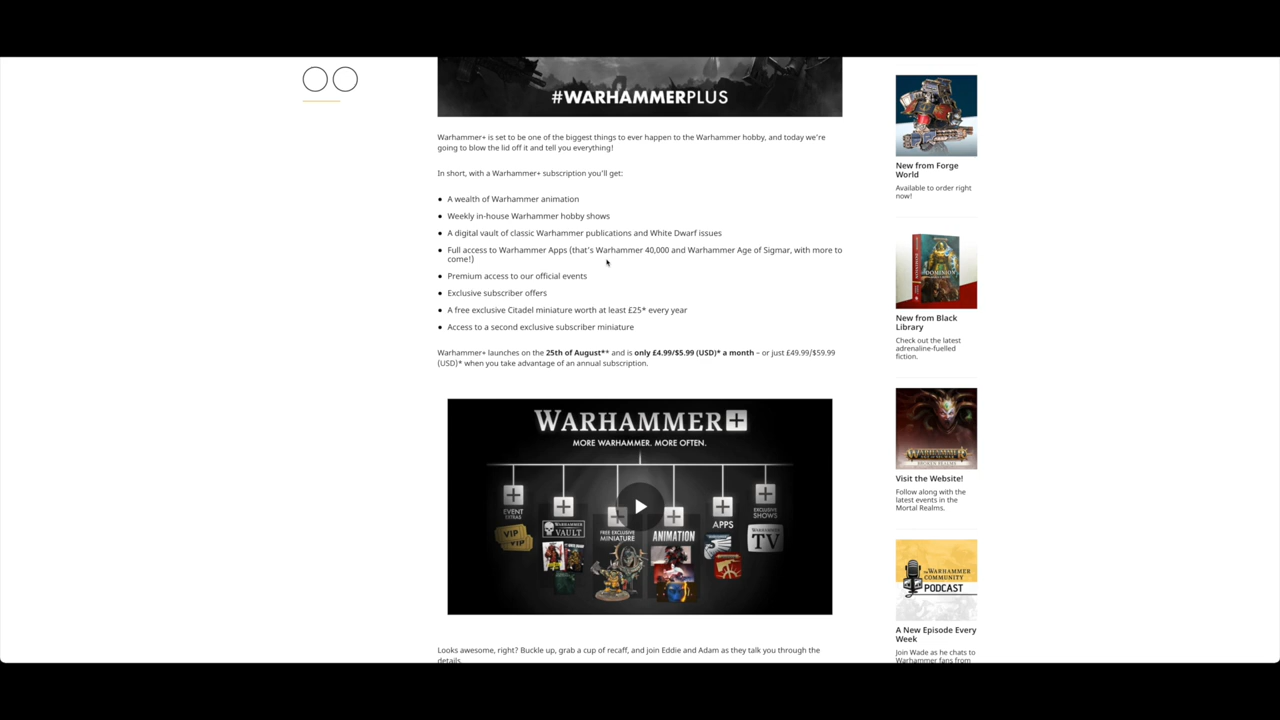 #WARHAMMERPLUS
Warhammer+ is set to be one of the biggest things to ever happen to the Warhammer hobby, and today we're
going to blow the lid off it and tell you everything!
In short, with a Warhammer+ subscription you'll get:
● A wealth of Warhammer animation
● Weekly in-house Warhammer hobby shows
● A digital vault of classic Warhammer publications and White Dwarf issues
● Full access to Warhammer Apps (that's Warhammer 40,000 and Warhammer Age of Sigmar, with more to
come!)
● Premium access to our official events
● Exclusive subscriber offers
● A free exclusive Citadel miniature worth at least £25* every year
● Access to a second exclusive subscriber miniature
Warhammer+ launches on the 25th of August** and is only £4.99/$5.99 (USD)* a month – or just £49.99/$59.99
(USD)* when you take advantage of an annual subscription.
WARHAMMER+
MORE WARHAMMER. MORE OFTEN.
EVENT
EXTRAS
VIP
VIP
WARHAMMER
VAULT
FREE EXCLUSIVE
MINIATURE
ANIMATION
APPS
EXCLUSIVE
SHOWS
WARHAMMER
TV
Looks awesome, right? Buckle up, grab a cup of recaff, and join Eddie and Adam as they talk you through the
details.
New from Forge
World
Available to order right
now!
DOMINION
New from Black
Library
Check out the latest
adrenaline-fuelled
fiction.
WARHAMMER
Visit the Website!
Follow along with the
latest events in the
Mortal Realms.
The WARHAMMER
COMMUNITY
PODCAST
A New Episode Every
Week
Join Wade as he chats to
Warhammer fans from